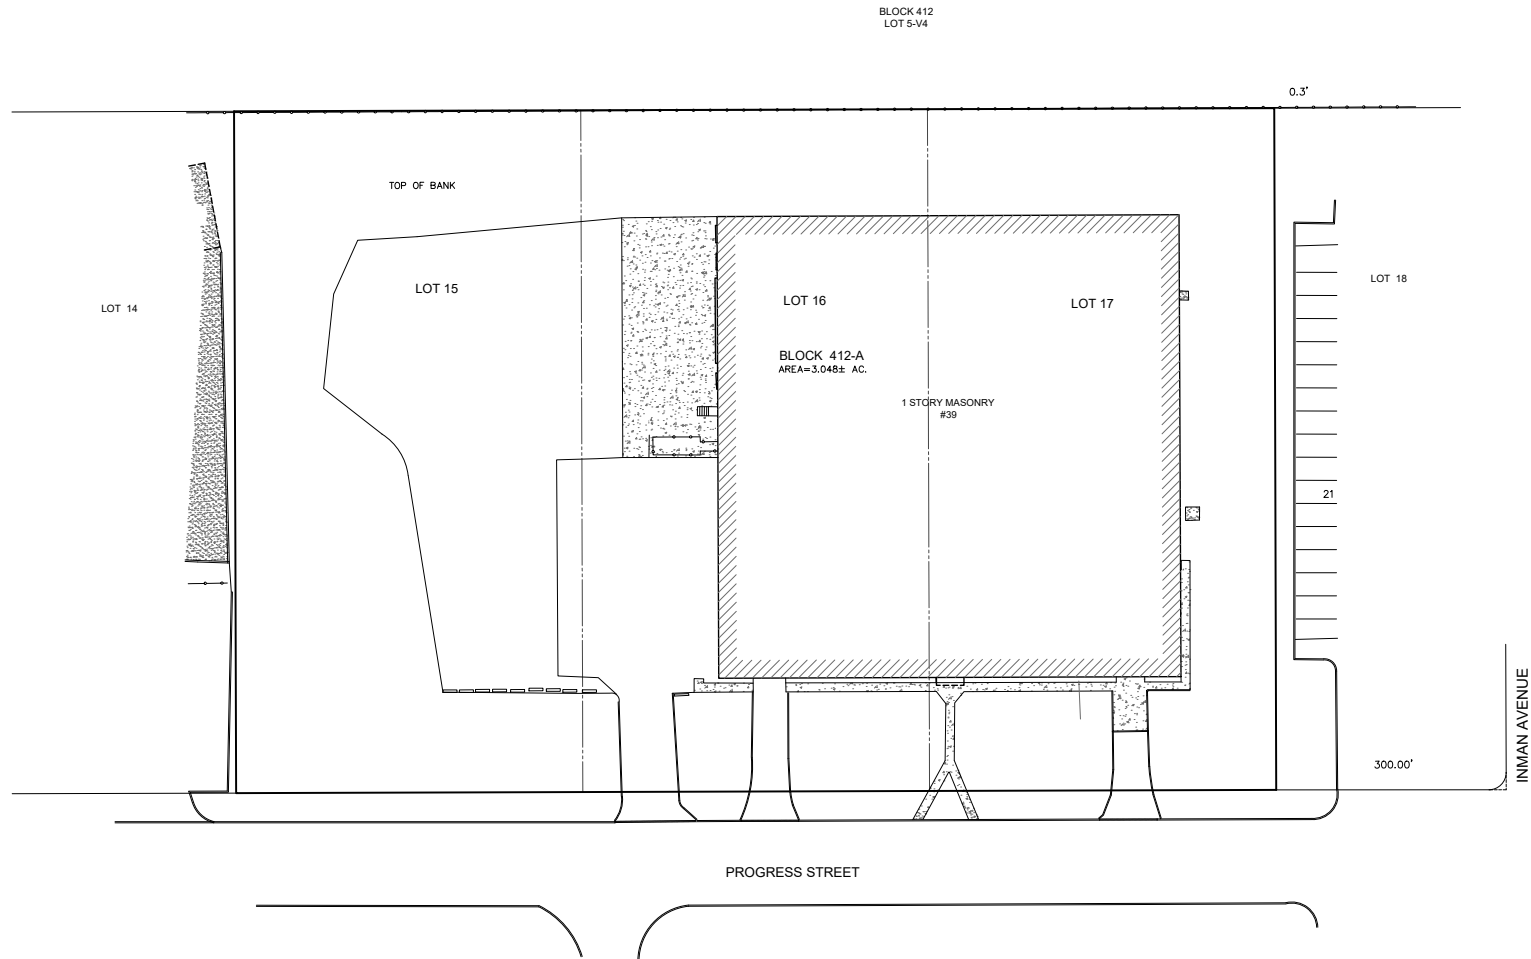 BLOCK 412
LOT 5-V4
0.3'
TOP OF BANK
LOT 14
LOT 15
LOT 16
LOT 17
LOT 18
BLOCK 412-A
AREA=3.048± AC.
1 STORY MASONRY
#39
21
300.00'
INMAN AVENUE
PROGRESS STREET